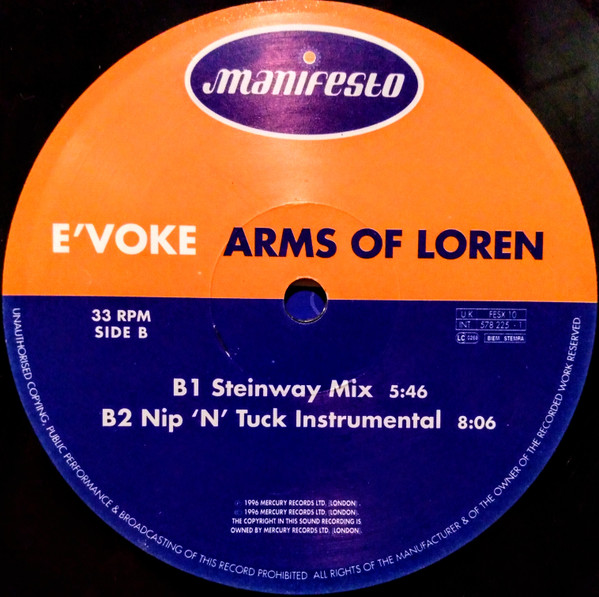 manifesto
E'VOKE ARMS OF LOREN
33 RPM
SIDE B
UK FESX 10
INT. 578 225 - 1
LC 0268 BIEM STEMRA
B1 Steinway Mix 5:46
B2 Nip ‘N’ Tuck Instrumental 8:06
℗ 1996 MERCURY RECORDS LTD. (LONDON).
© 1996 MERCURY RECORDS LTD. (LONDON).
THE COPYRIGHT IN THIS SOUND RECORDING IS
OWNED BY MERCURY RECORDS LTD. (LONDON)
UNAUTHORISED COPYING, PUBLIC PERFORMANCE & BROADCASTING OF THIS RECORD PROHIBITED ALL RIGHTS OF THE MANUFACTURER & OF THE OWNER OF THE RECORDED WORK RESERVED